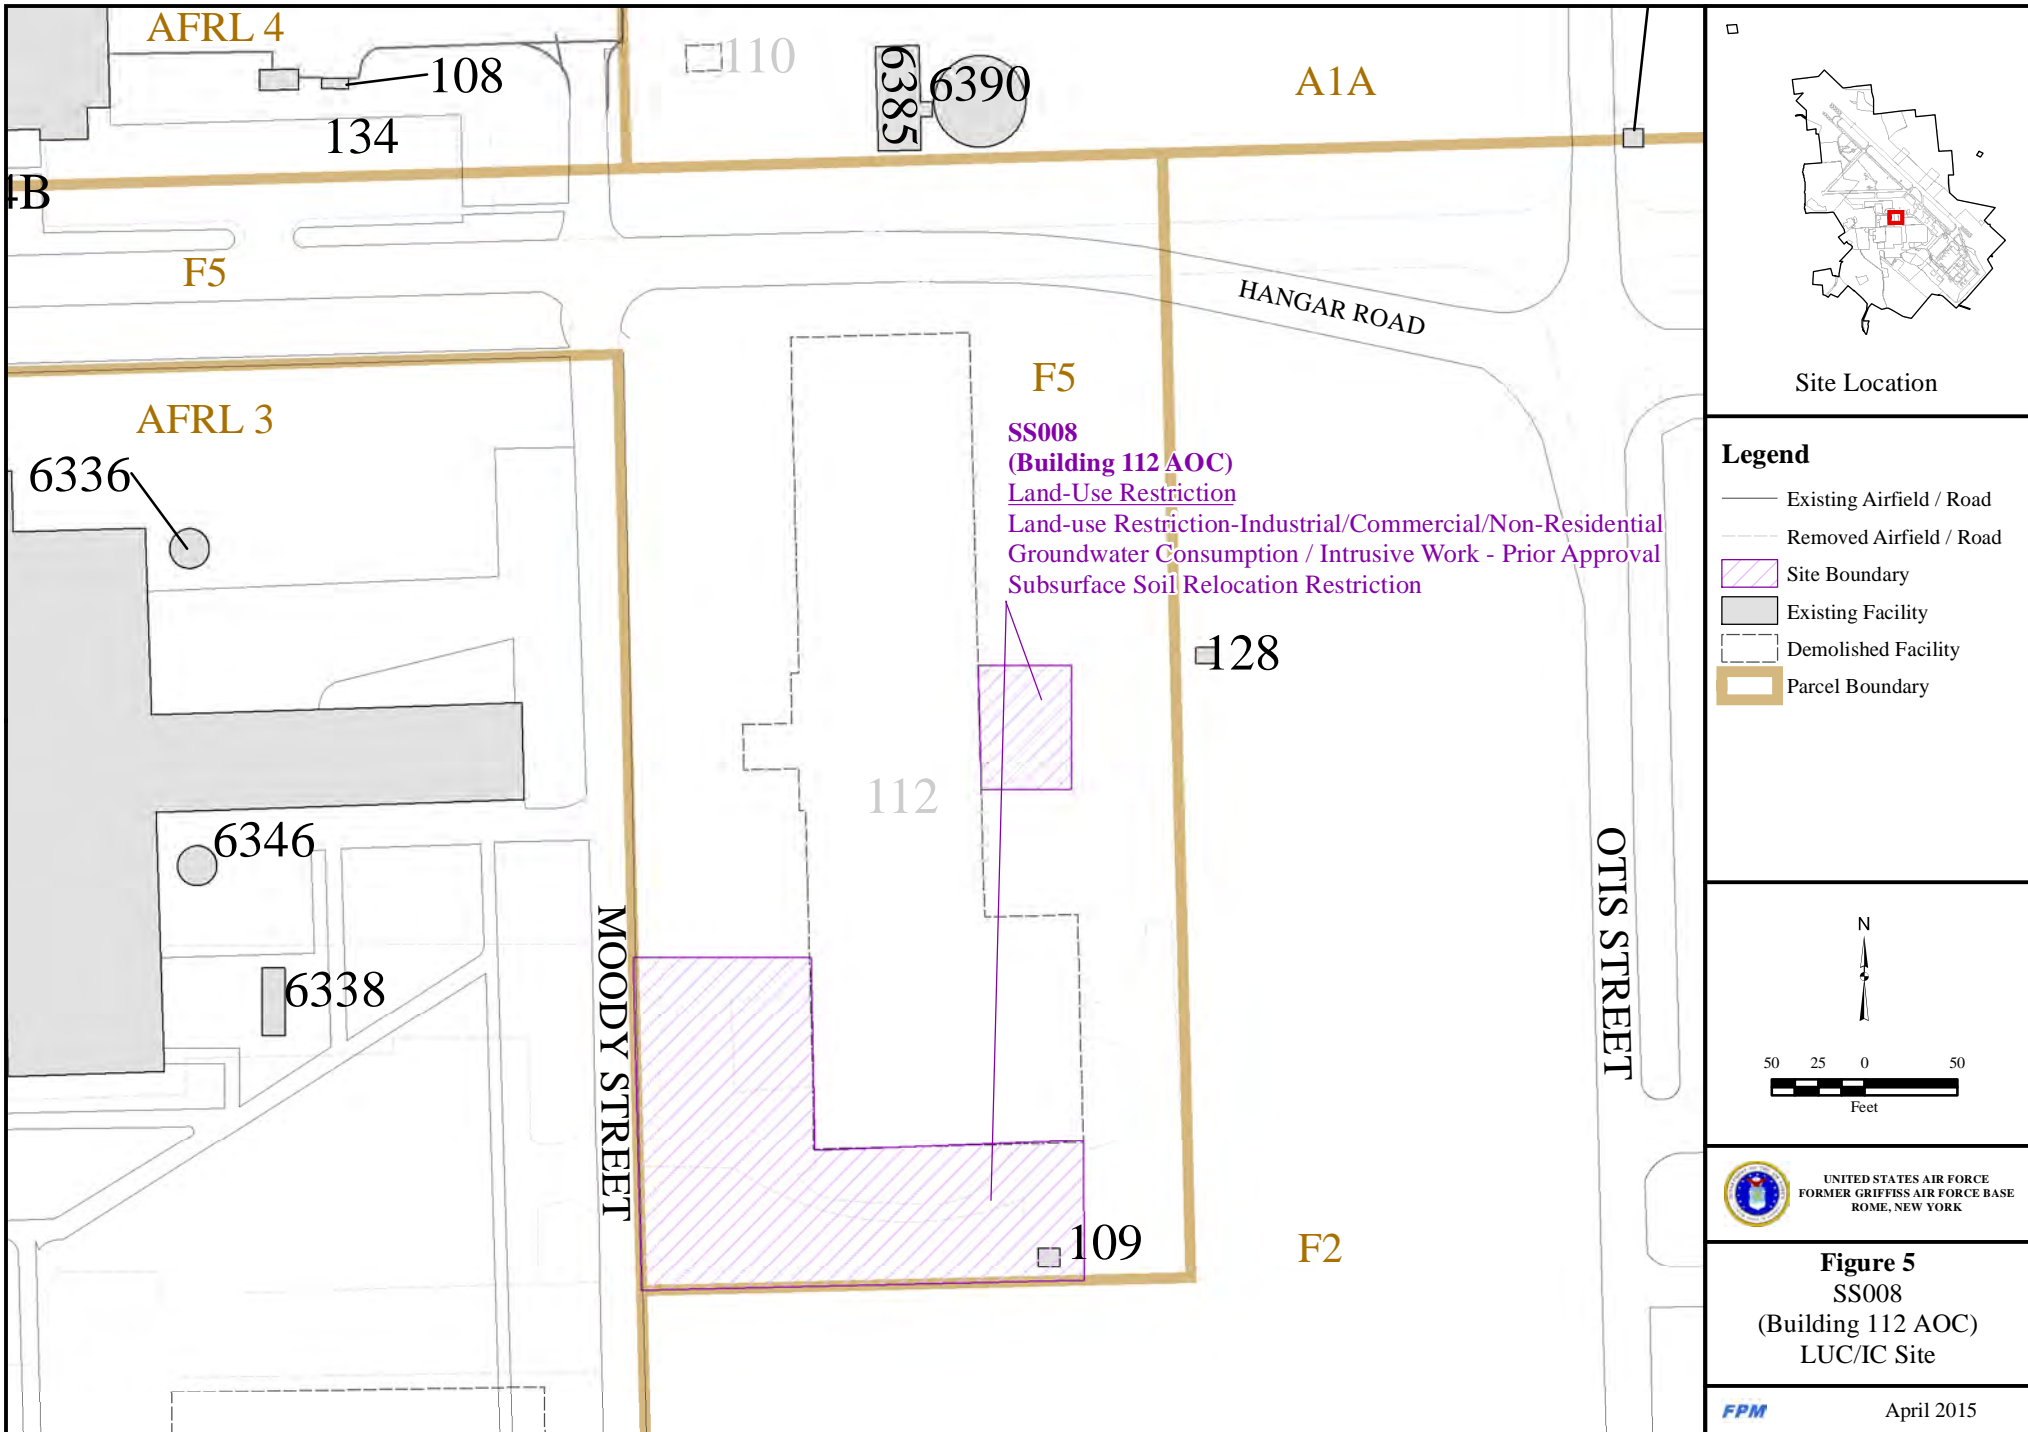 AFRL 4
108
134
4B
F5
110
6385
6390
A1A
HANGAR ROAD
AFRL 3
6336
F5
SS008
(Building 112 AOC)
Land-Use Restriction
Land-use Restriction-Industrial/Commercial/Non-Residential
Groundwater Consumption / Intrusive Work - Prior Approval
Subsurface Soil Relocation Restriction
128
112
6346
6338
MOODY STREET
OTIS STREET
109
F2
Site Location
Legend
Existing Airfield / Road
Removed Airfield / Road
Site Boundary
Existing Facility
Demolished Facility
Parcel Boundary
N
50 25 0 50
Feet
UNITED STATES AIR FORCE
FORMER GRIFFISS AIR FORCE BASE
ROME, NEW YORK
Figure 5
SS008
(Building 112 AOC)
LUC/IC Site
FPM
April 2015